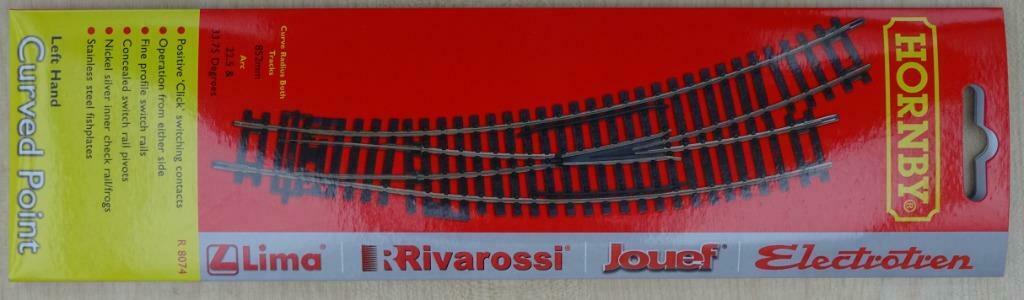 HORNBY®
Curve Radius Both
Tracks
852mm
Arc
22.5 &
33.75 Degrees
• Positive 'Click' switching contacts
• Operation from either side
• Fine profile switch rails
• Concealed switch rail pivots
• Nickel silver inner check rail/frogs
• Stainless steel fishplates
Left Hand
Curved Point
R 8074
Lima®
Rivarossi®
Jouef®
Electrotren